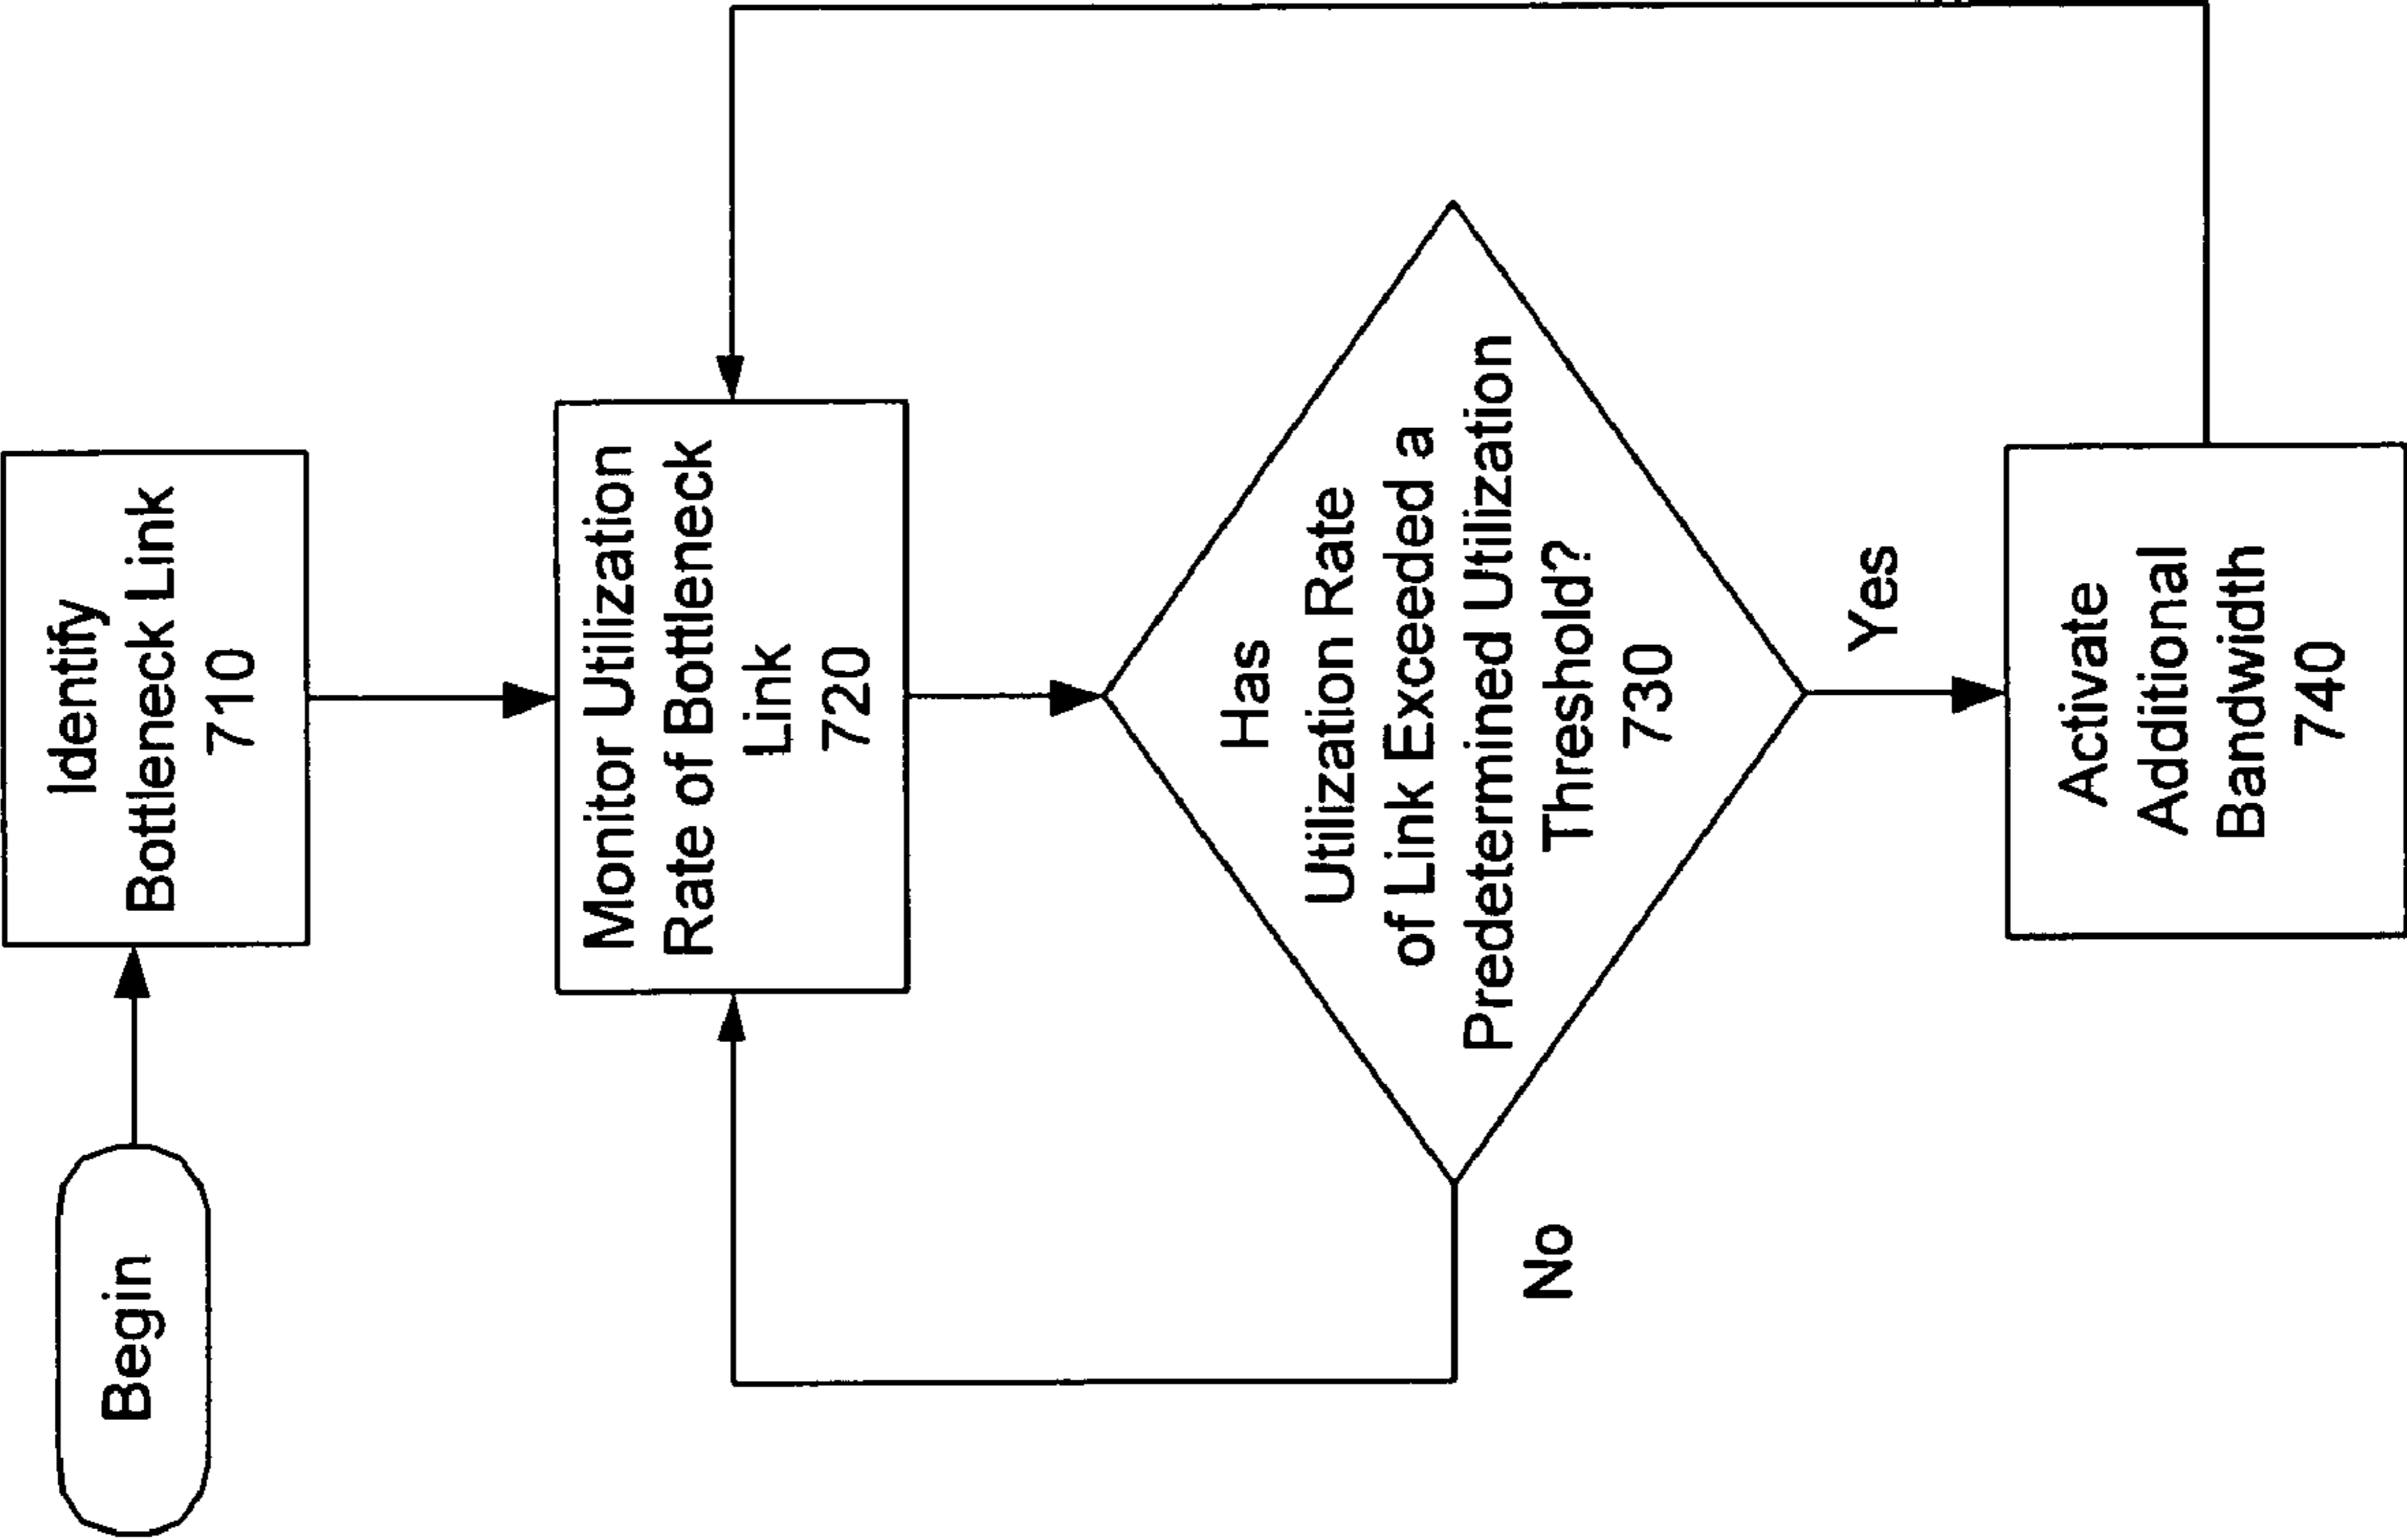 Begin
Identify
Bottleneck Link
710
Monitor Utilization
Rate of Bottleneck
Link
720
Has
Utilization Rate
of Link Exceeded a
Predetermined Utilization
Threshold?
730
No
Yes
Activate
Additional
Bandwidth
740